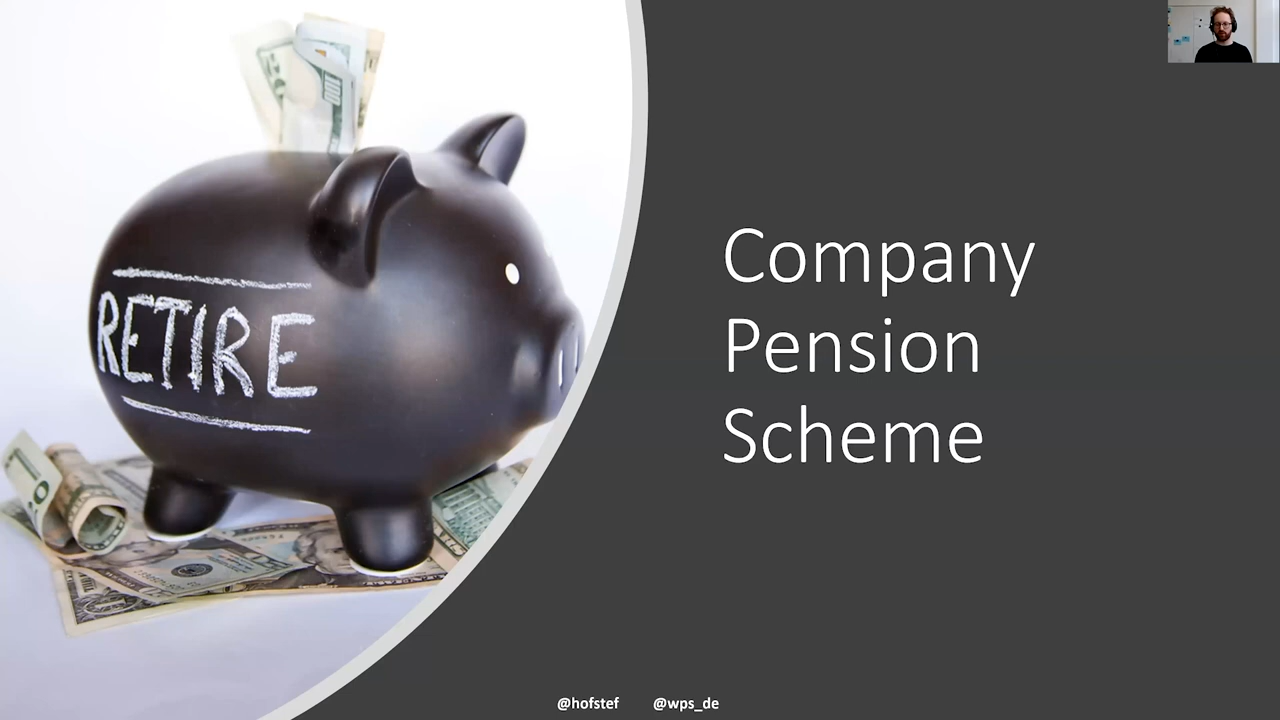 RETIRE
Company
Pension
Scheme
@hofstef @wps_de